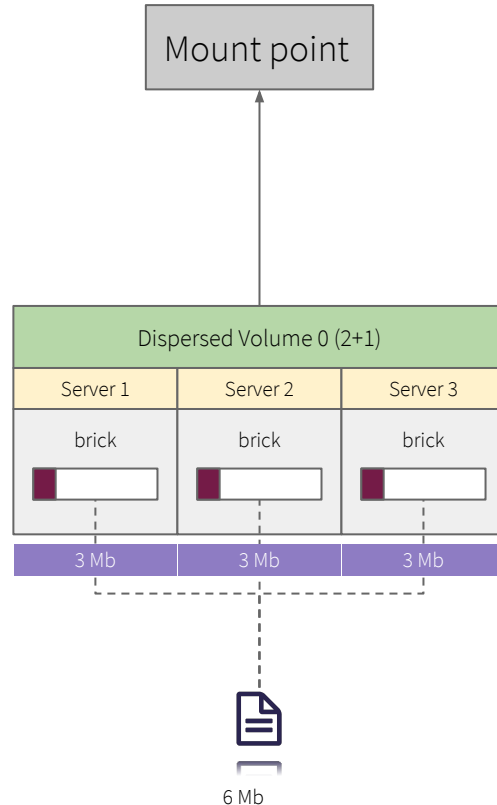 Mount point
Dispersed Volume 0 (2+1)
Server 1 Server 2 Server 3
brick brick brick
3 Mb 3 Mb 3 Mb
6 Mb